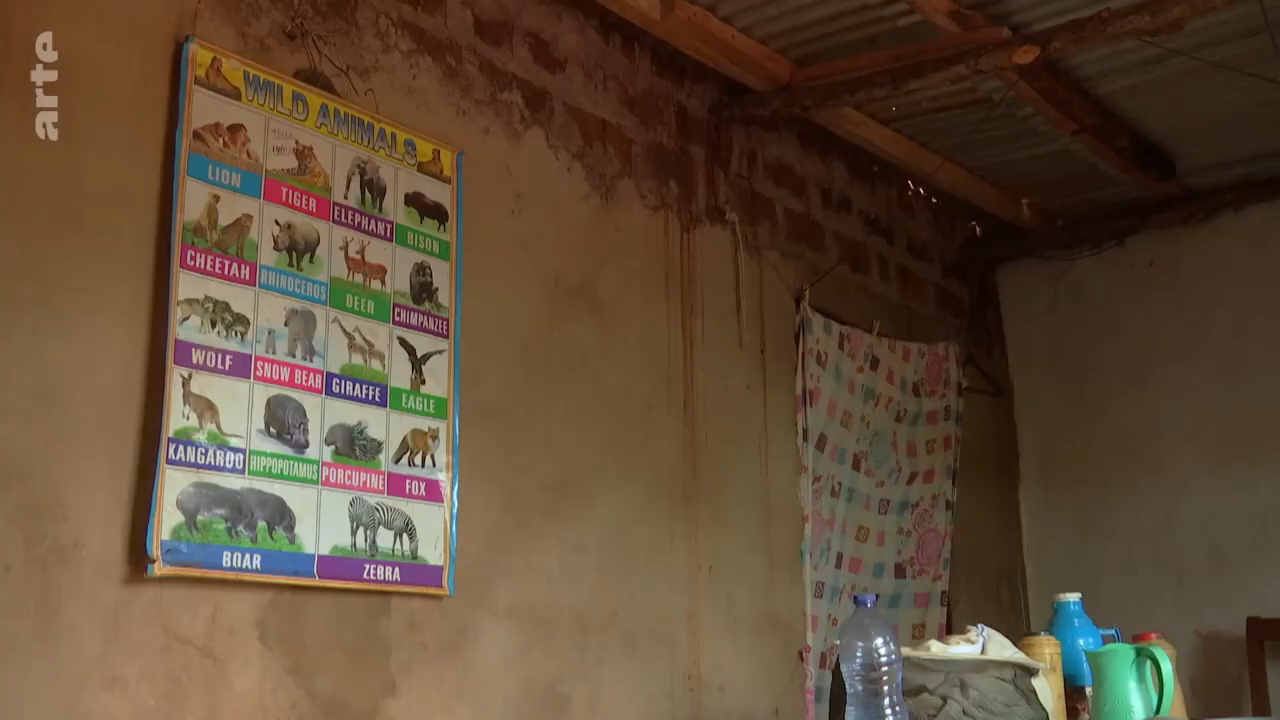 arte
WILD ANIMALS
LION
TIGER
ELEPHANT
BISON
CHEETAH
RHINOCEROS
DEER
CHIMPANZEE
WOLF
SNOW BEAR
GIRAFFE
EAGLE
KANGAROO
HIPPOPOTAMUS
PORCUPINE
FOX
BOAR
ZEBRA